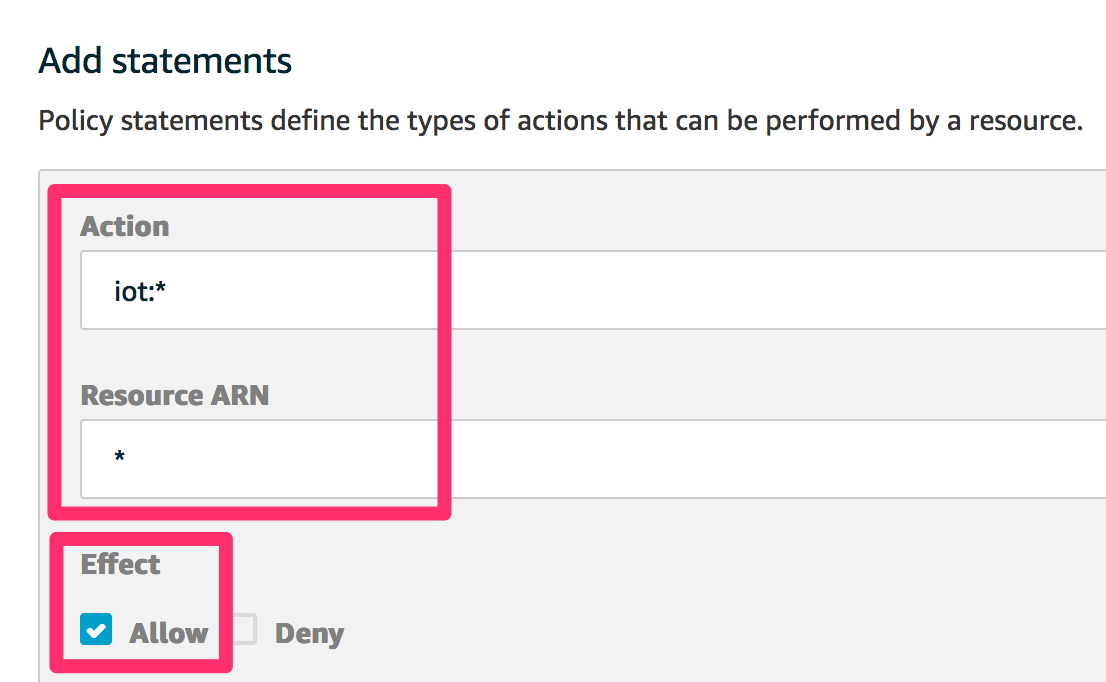 Add statements
Policy statements define the types of actions that can be performed by a resource.
Action
iot:*
Resource ARN
*
Effect
Allow Deny